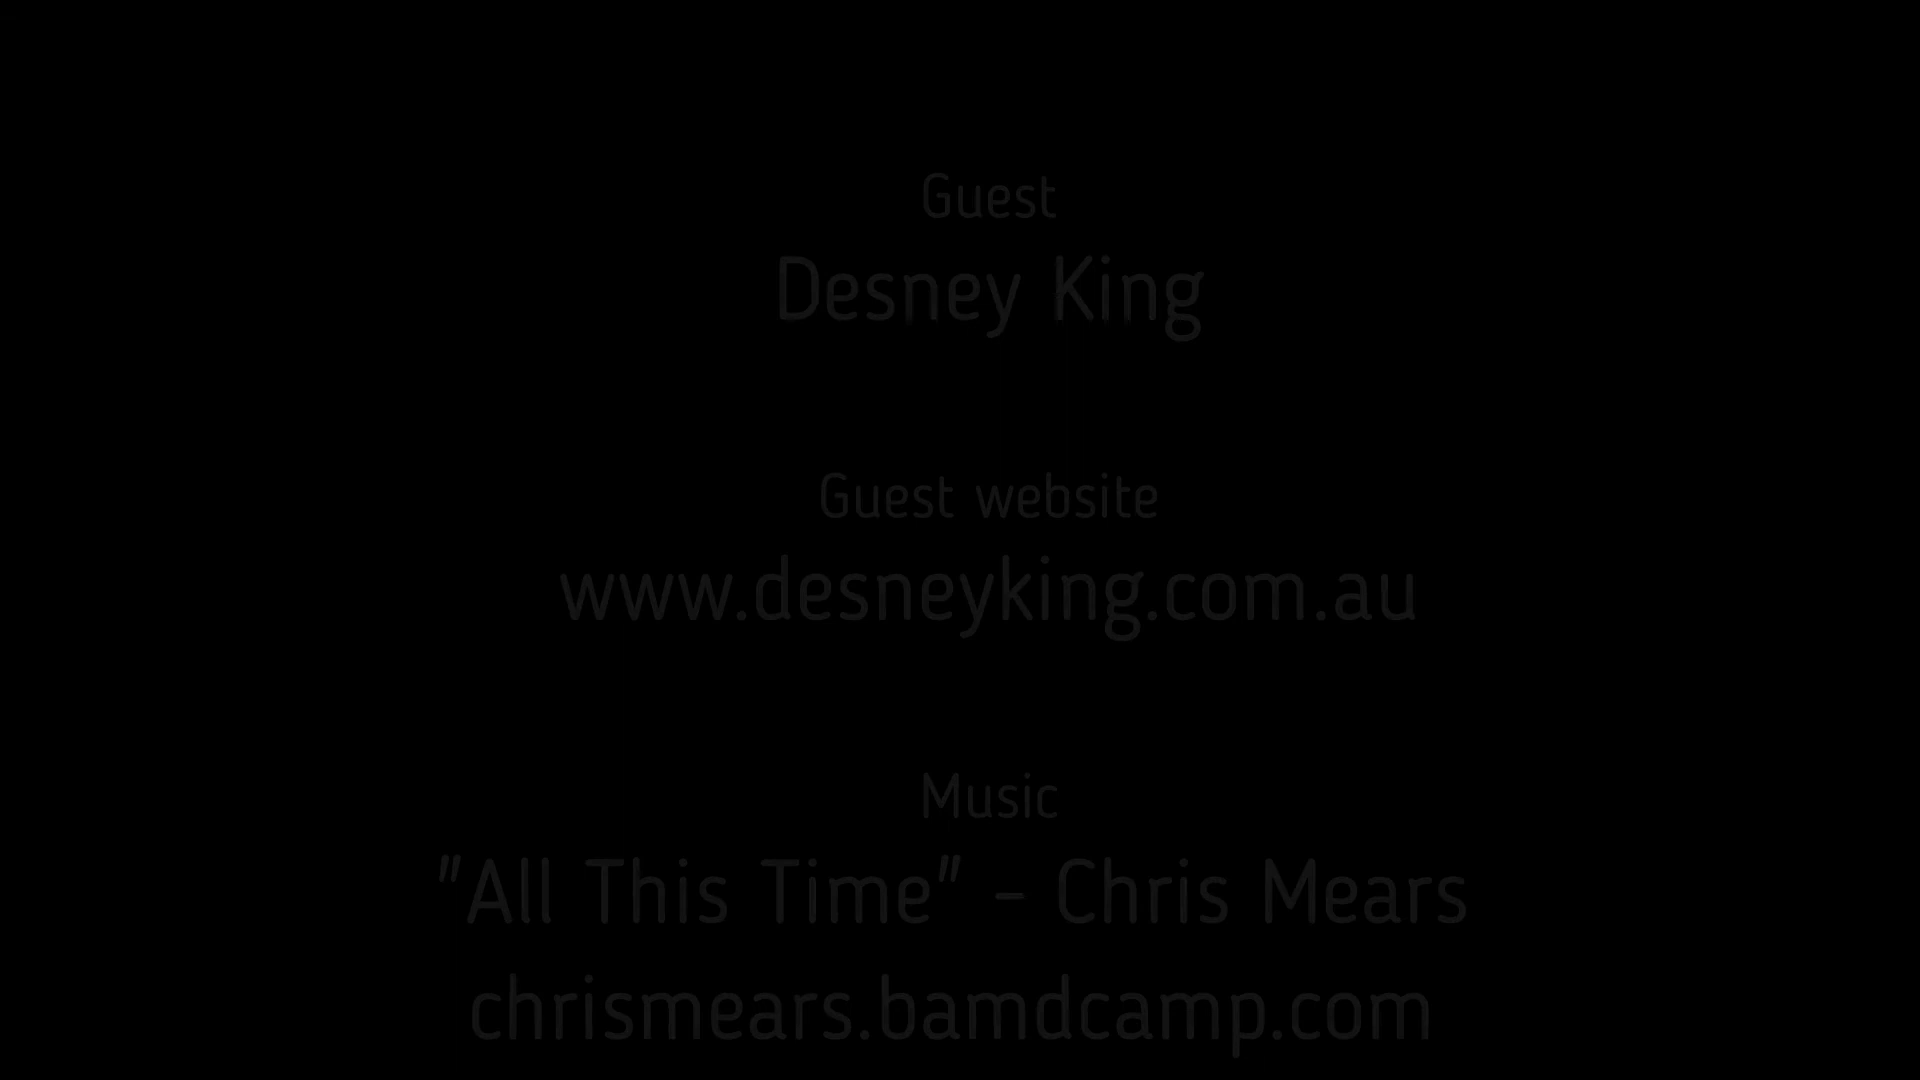 Guest
Desney King
Guest website
www.desneyking.com.au
Music
"All This Time" - Chris Mears
chrismears.bamdcamp.com